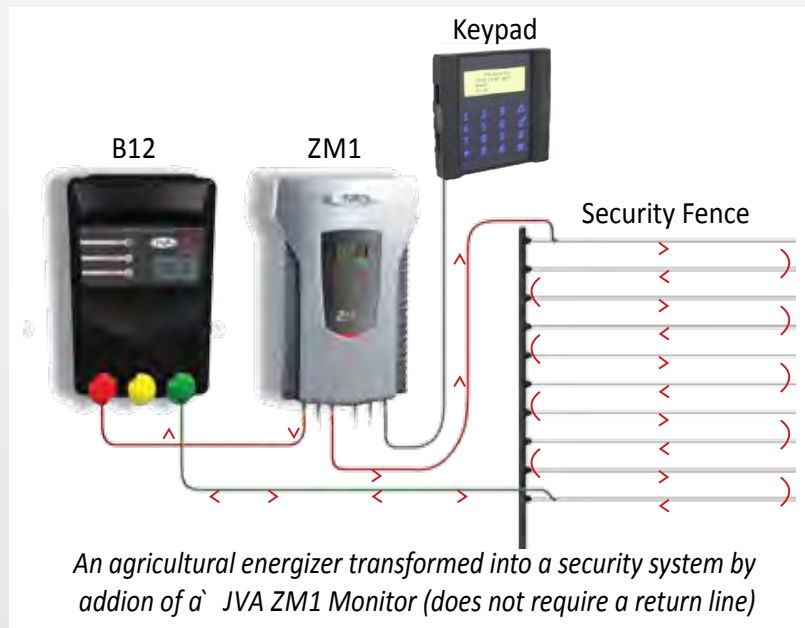 Keypad
B12
ZM1
Security Fence
An agricultural energizer transformed into a security system by
addion of a` JVA ZM1 Monitor (does not require a return line)